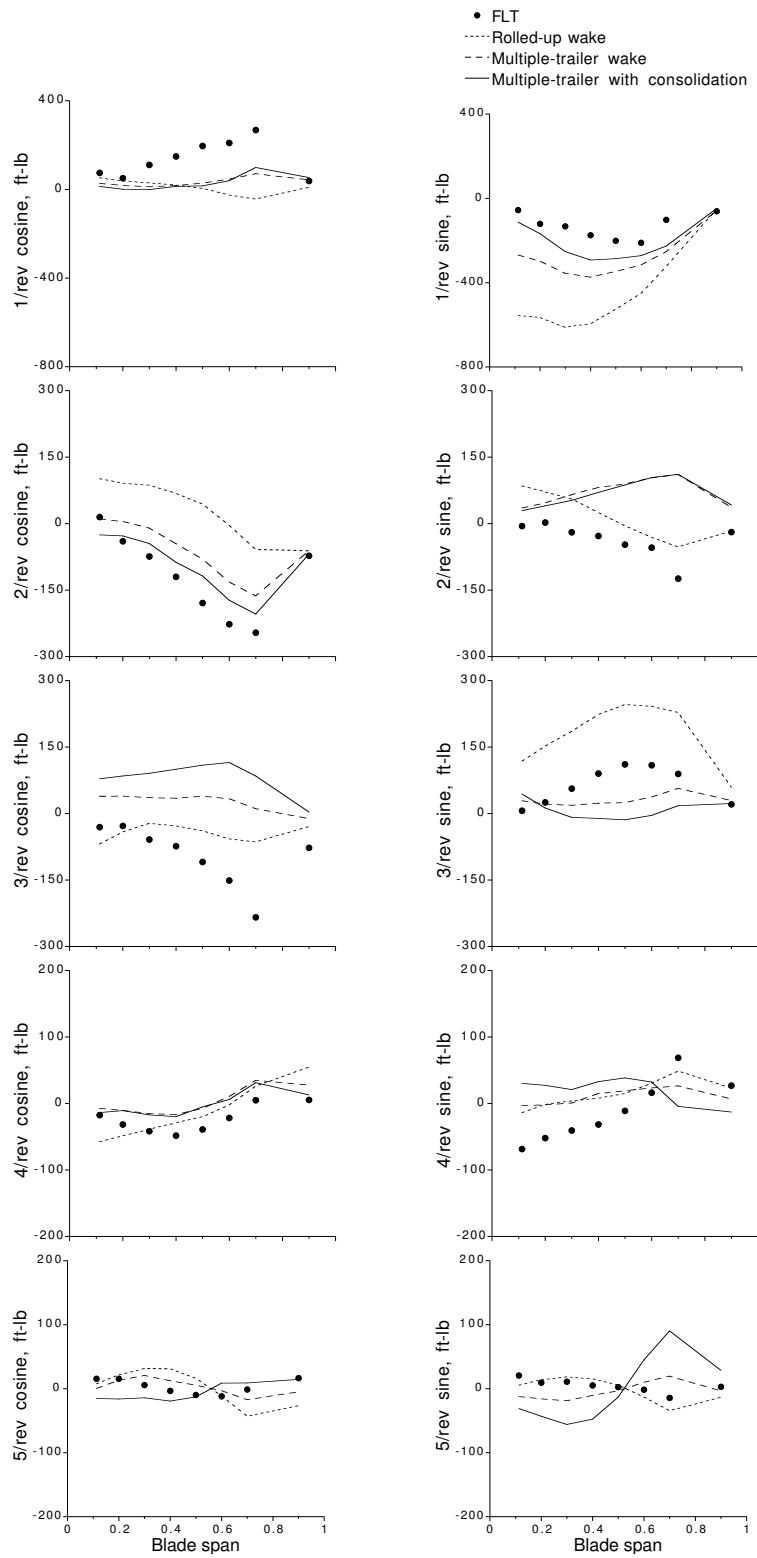 FLT
Rolled-up wake
Multiple-trailer wake
Multiple-trailer with consolidation
400
0
-400
-800
1/rev cosine, ft-lb
400
0
-400
-800
1/rev sine, ft-lb
300
150
0
-150
-300
2/rev cosine, ft-lb
300
150
0
-150
-300
2/rev sine, ft-lb
300
150
0
-150
-300
3/rev cosine, ft-lb
300
150
0
-150
-300
3/rev sine, ft-lb
200
100
0
-100
-200
4/rev cosine, ft-lb
200
100
0
-100
-200
4/rev sine, ft-lb
200
100
0
-100
-200
5/rev cosine, ft-lb
0 0.2 0.4 0.6 0.8 1
Blade span
200
100
0
-100
-200
5/rev sine, ft-lb
0 0.2 0.4 0.6 0.8 1
Blade span